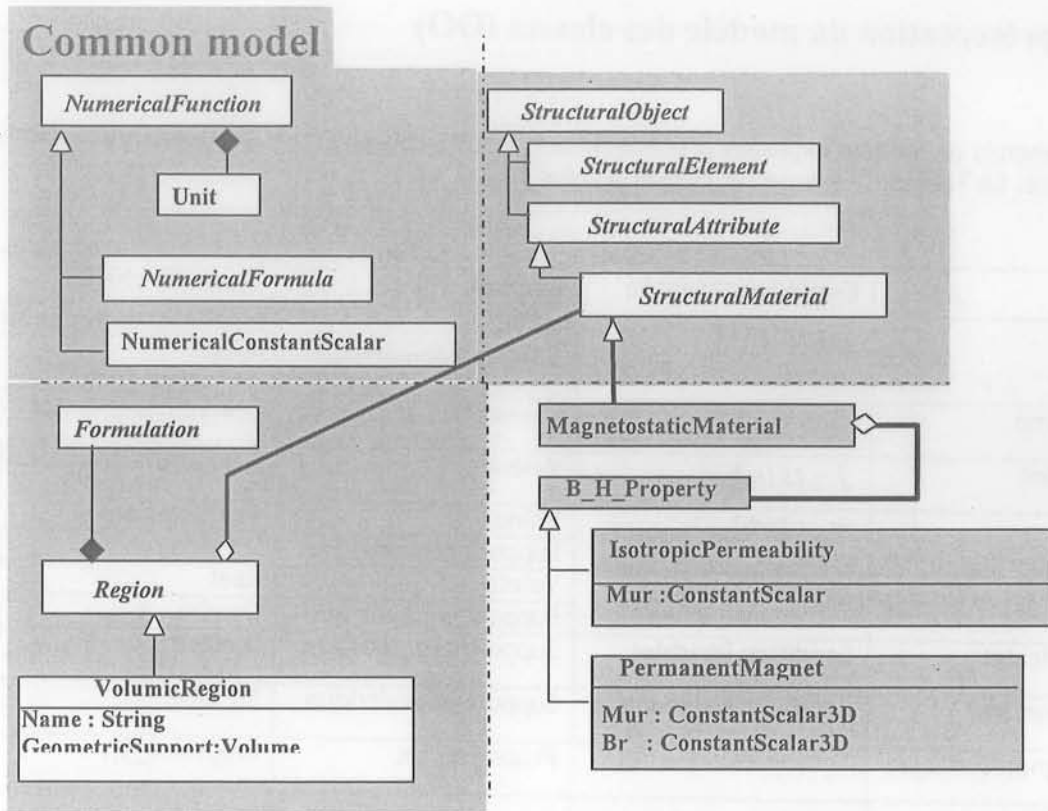 Common model
NumericalFunction
Unit
NumericalFormula
NumericalConstantScalar
StructuralObject
StructuralElement
StructuralAttribute
StructuralMaterial
Formulation
Region
VolumicRegion
Name : String
GeometricSupport:Volume
MagnetostaticMaterial
B_H_Property
IsotropicPermeability
Mur :ConstantScalar
PermanentMagnet
Mur : ConstantScalar3D
Br : ConstantScalar3D